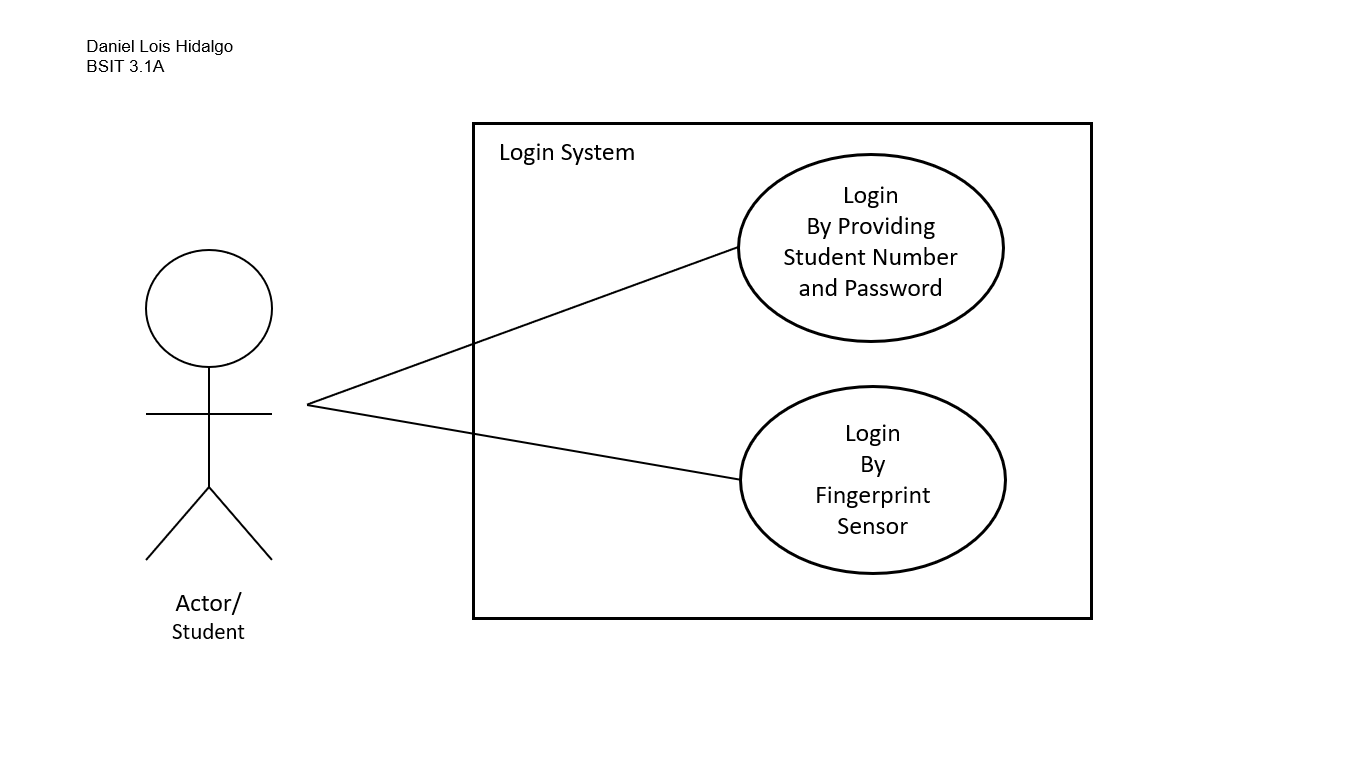 Daniel Lois Hidalgo
BSIT 3.1A
Login System
Login
By Providing
Student Number
and Password
Login
By
Fingerprint
Sensor
Actor/
Student